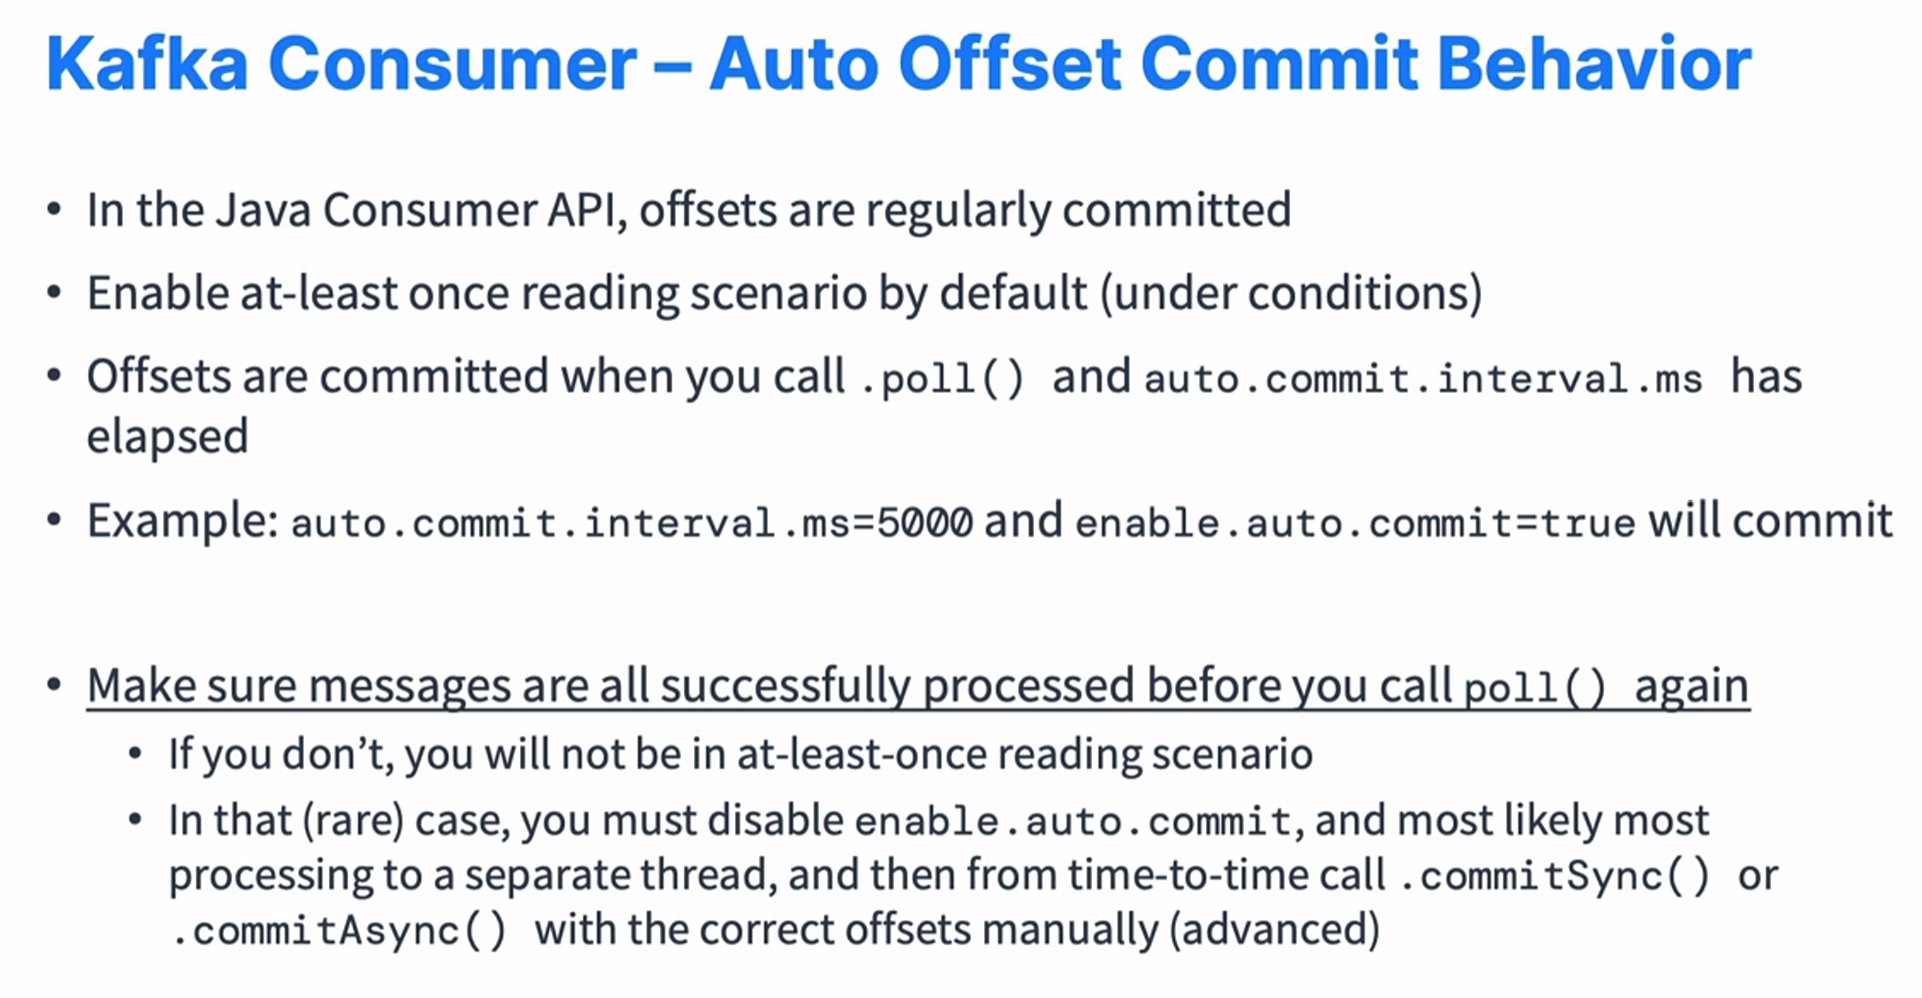 Kafka Consumer – Auto Offset Commit Behavior
• In the Java Consumer API, offsets are regularly committed
• Enable at-least once reading scenario by default (under conditions)
• Offsets are committed when you call .poll() and auto.commit.interval.ms has
elapsed
• Example: auto.commit.interval.ms=5000 and enable.auto.commit=true will commit
• Make sure messages are all successfully processed before you call poll() again
• If you don’t, you will not be in at-least-once reading scenario
• In that (rare) case, you must disable enable.auto.commit, and most likely most
processing to a separate thread, and then from time-to-time call .commitSync() or
.commitAsync() with the correct offsets manually (advanced)